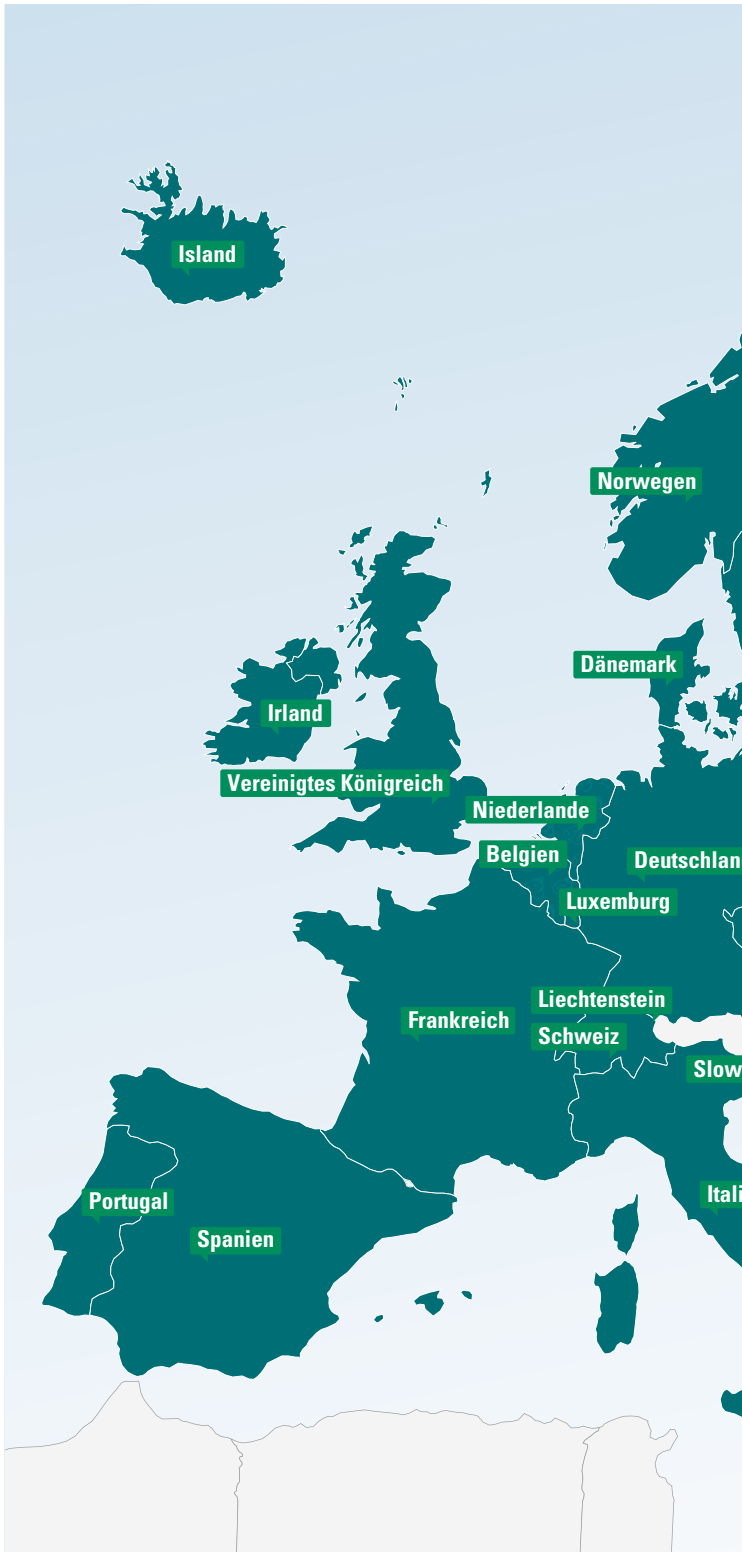 Island
Norwegen
Dänemark
Irland
Vereinigtes Königreich
Niederlande
Belgien
Deutschlan
Luxemburg
Liechtenstein
Frankreich
Schweiz
Slow
Portugal
Itali
Spanien